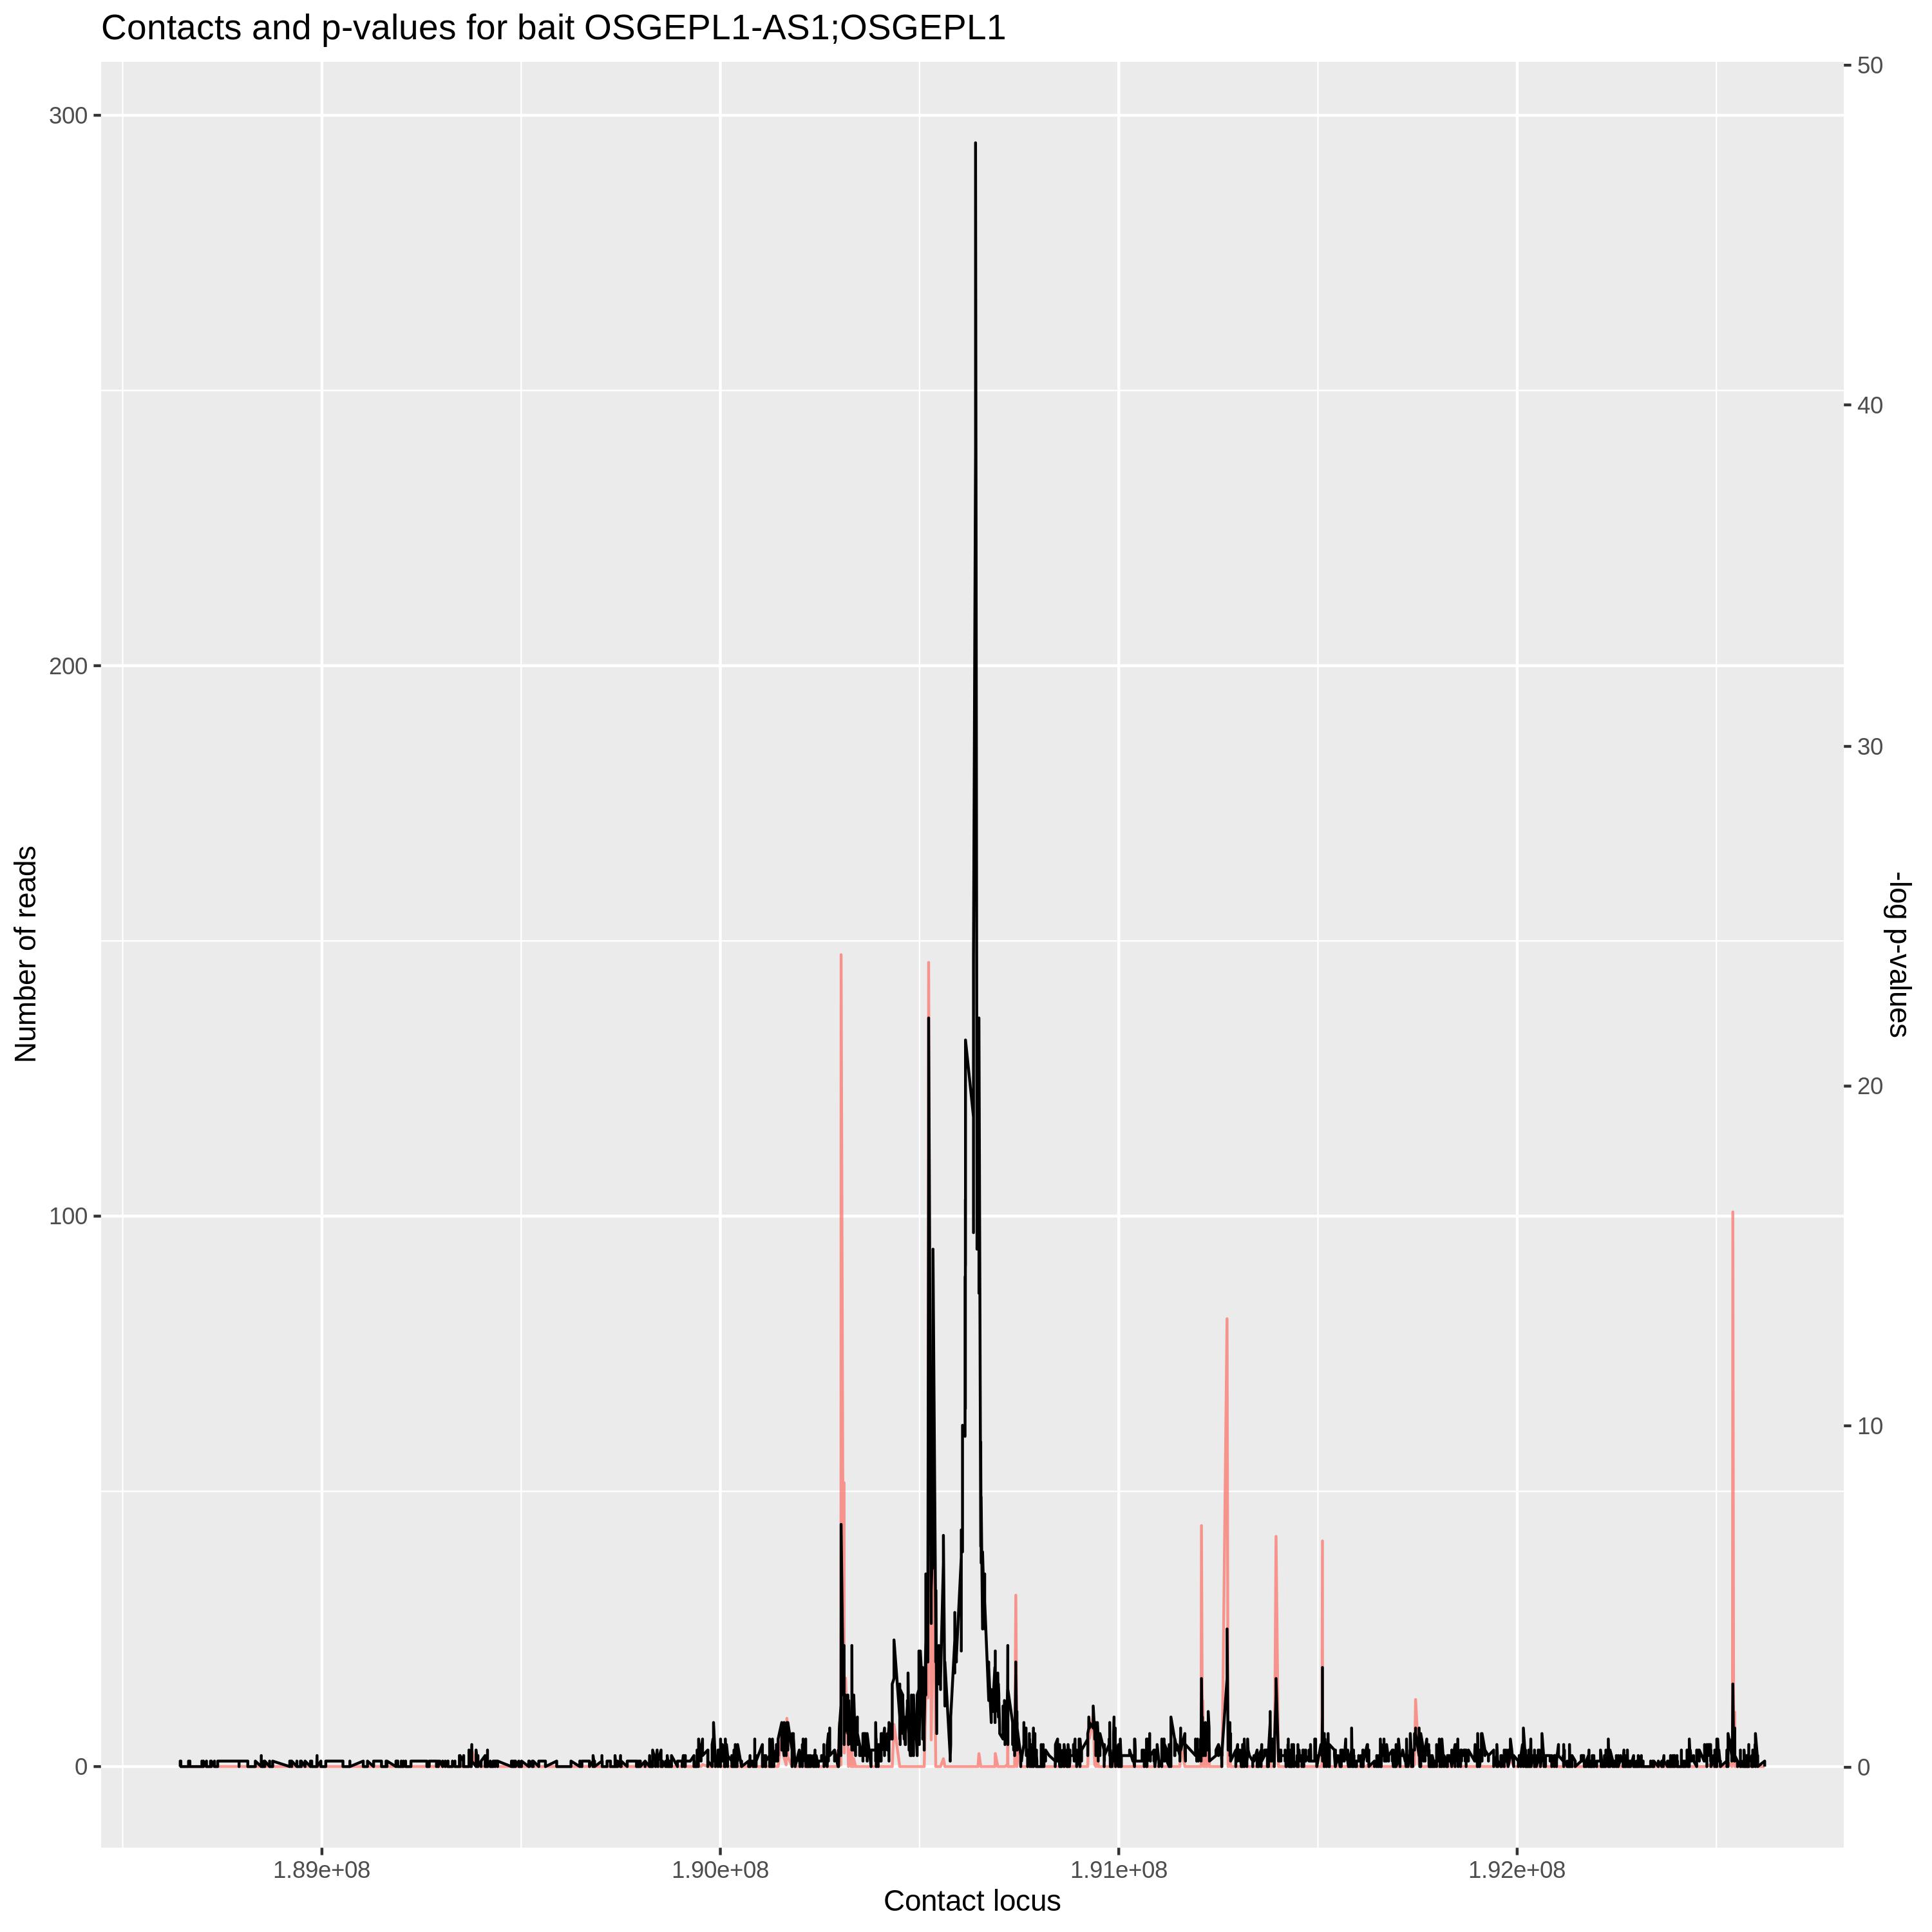 Contacts and p-values for bait OSGEPL1-AS1;OSGEPL1
300
200
100
0
Number of reads
50
40
30
20
10
0
-log p-values
1.89e+08
1.90e+08
1.91e+08
1.92e+08
Contact locus